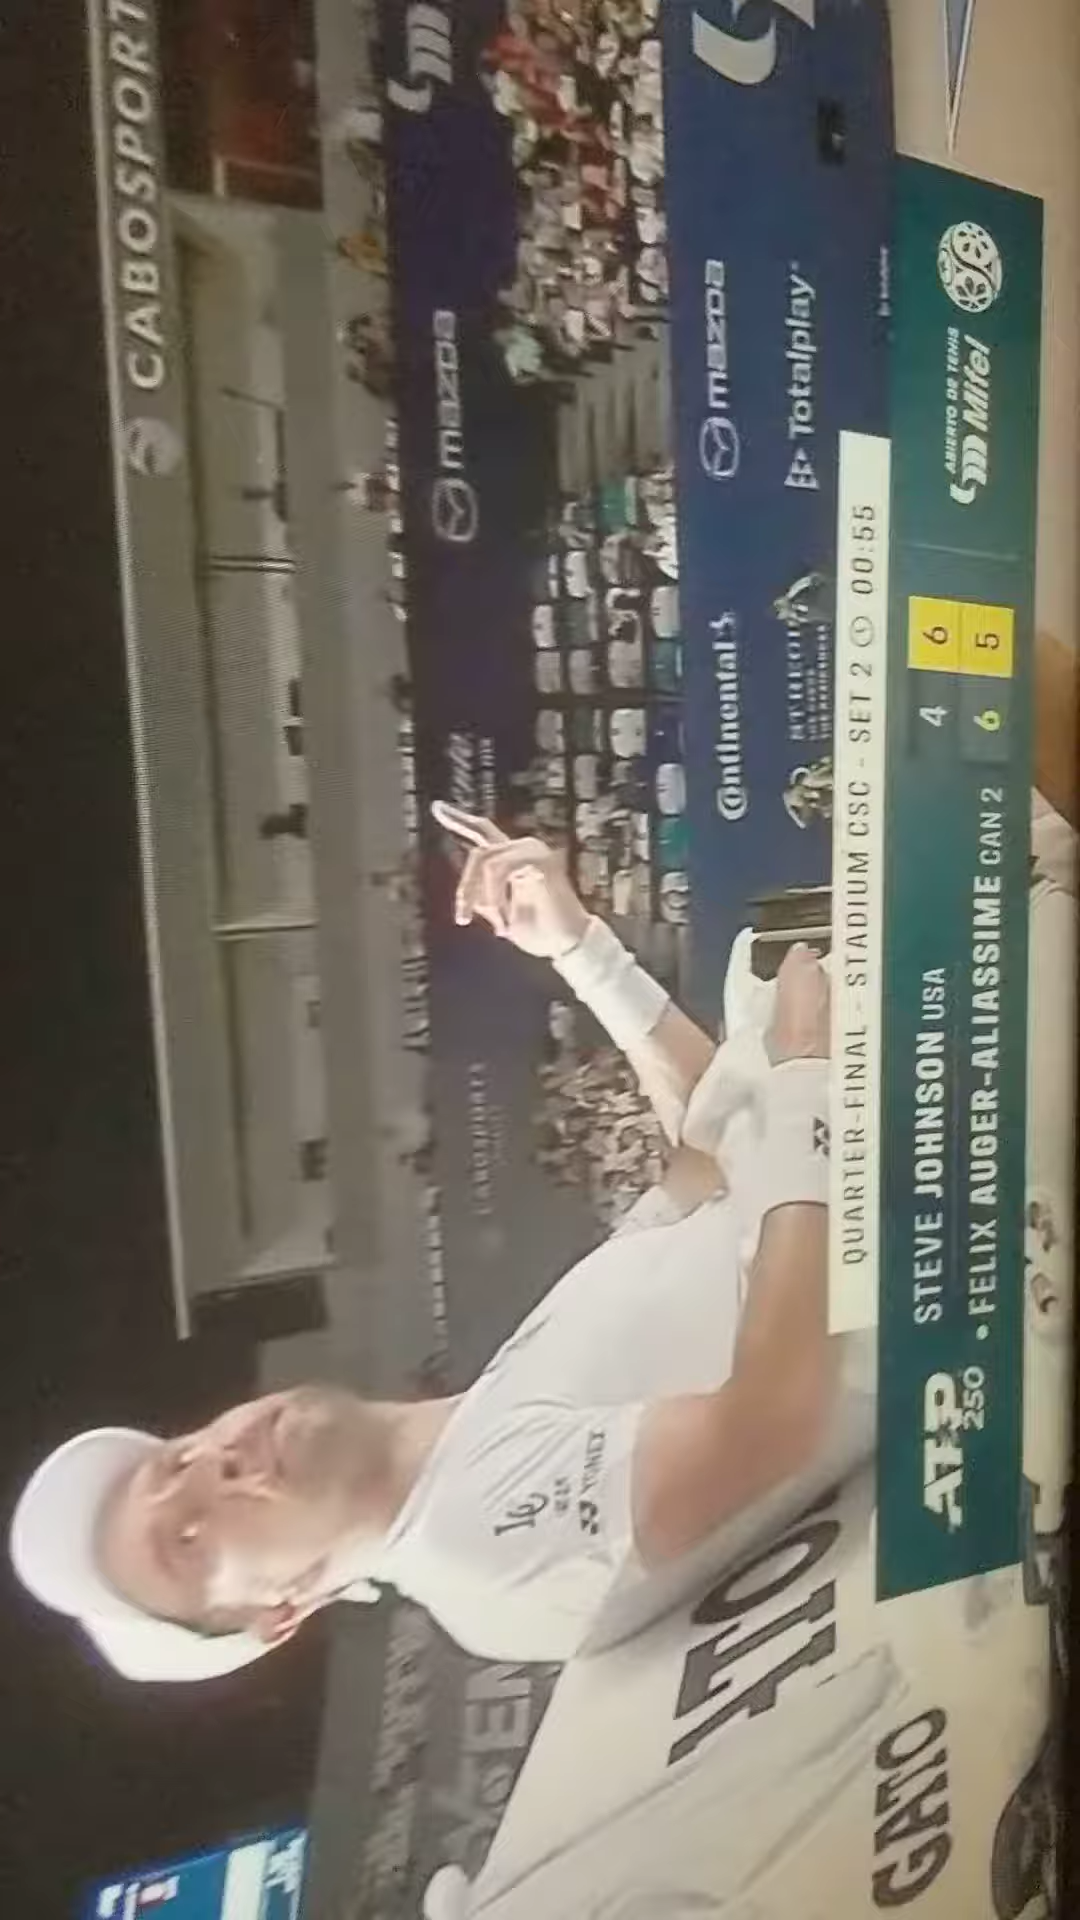 CABOSPORT
mazda
mazda
Continental
Totalplay
QUARTER-FINAL - STADIUM CSC - SET 2 00:55
ATP 250
STEVE JOHNSON USA 4 6
• FELIX AUGER-ALIASSIME CAN 2 6 5
ABIERTO DE TENIS
Mifel
YONEX
GATO